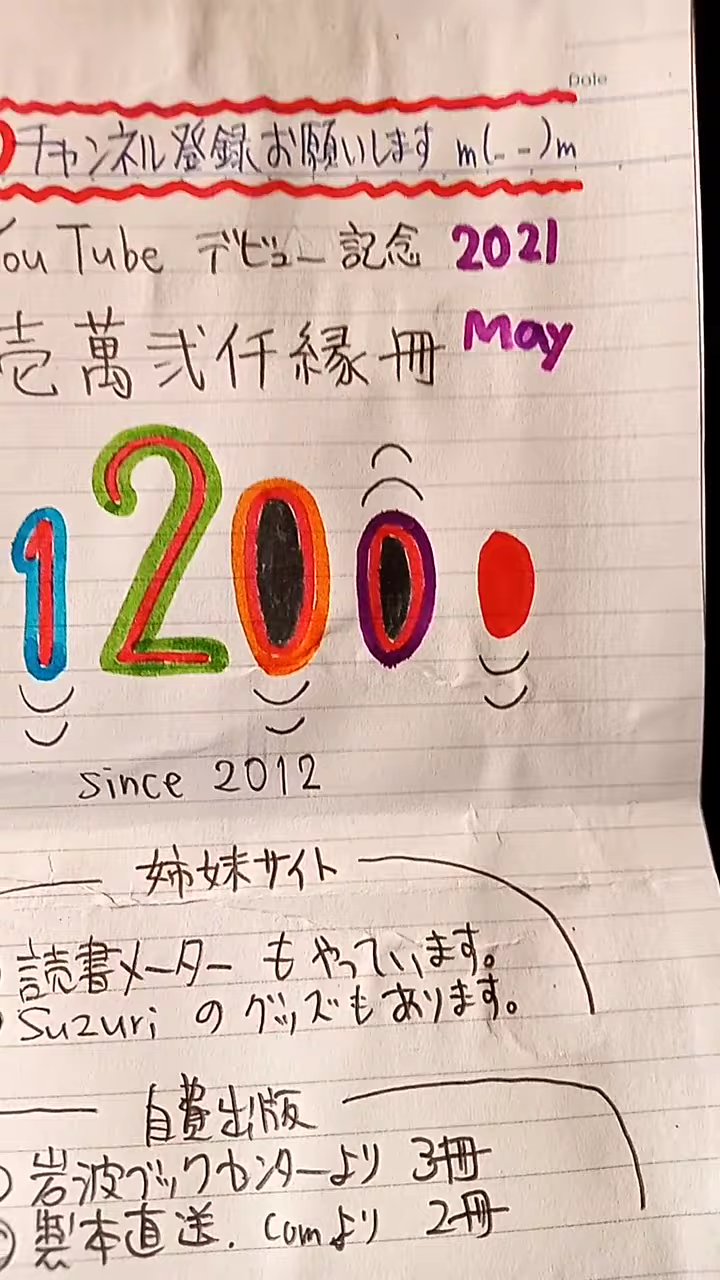 Date
チャンネル登録お願いします m(- -)m
YouTube デビュー記念 2021
壱萬弐仟縁冊 May
12000
since 2012
姉妹サイト
読書メーターもやっています。
Suzuri のグッズもあります。
自費出版
岩波ブックセンターより 3冊
製本直送.comより 2冊